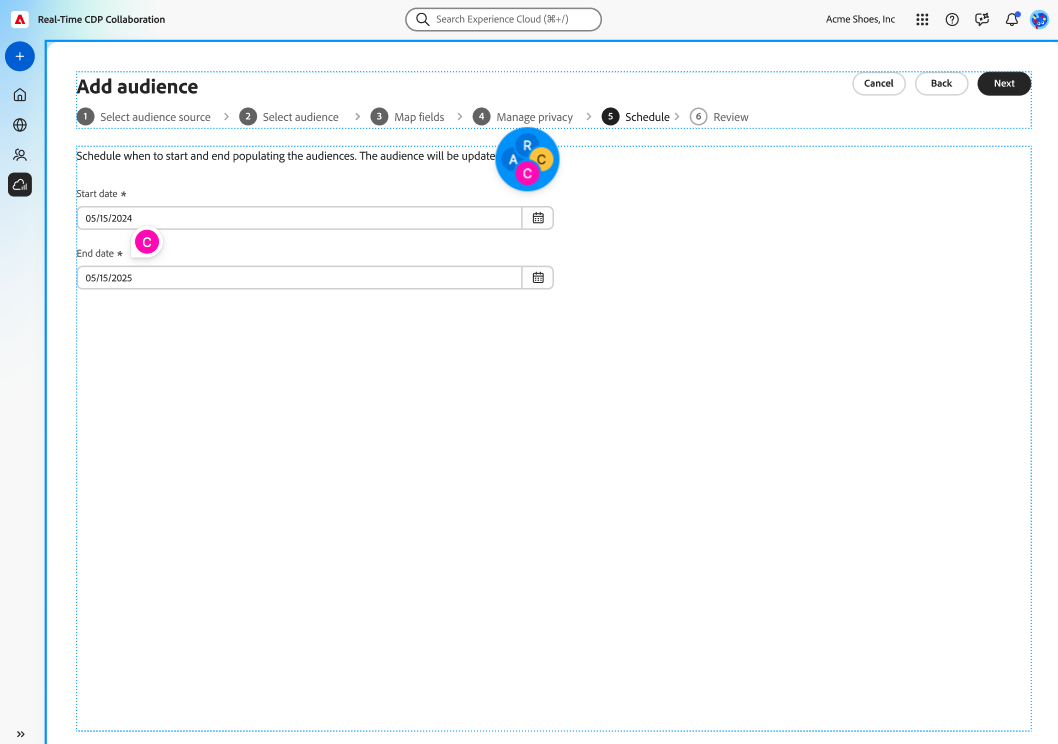 Real-Time CDP Collaboration
Search Experience Cloud (⌘+/)
Acme Shoes, Inc
Add audience
Cancel
Back
Next
1 Select audience source
2 Select audience
3 Map fields
4 Manage privacy
5 Schedule
6 Review
Schedule when to start and end populating the audiences. The audience will be
R
A C
C
Start date *
05/15/2024
C
End date *
05/15/2025